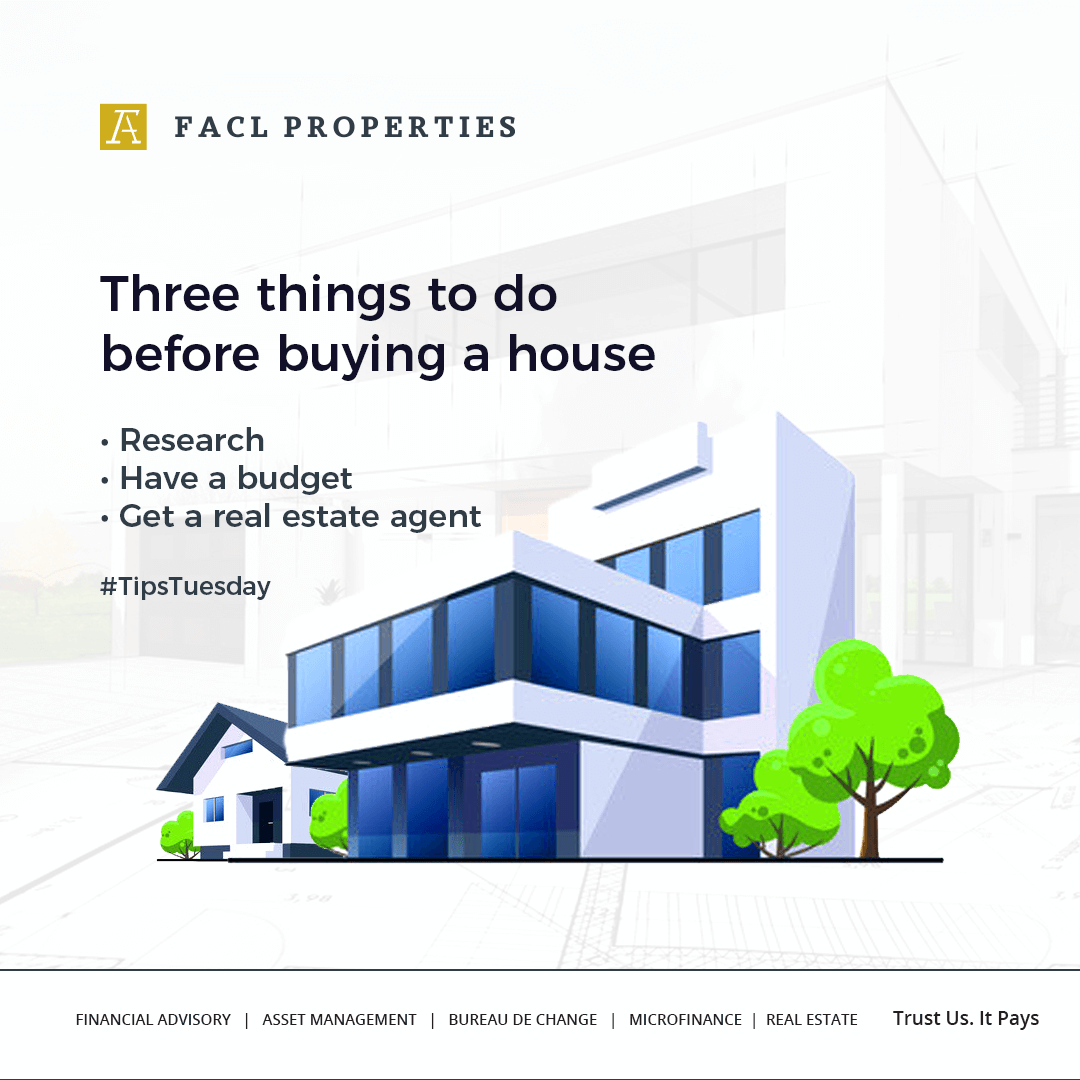 FACL PROPERTIES
Three things to do
before buying a house
• Research
• Have a budget
• Get a real estate agent
#TipsTuesday
FINANCIAL ADVISORY | ASSET MANAGEMENT | BUREAU DE CHANGE | MICROFINANCE | REAL ESTATE Trust Us. It Pays